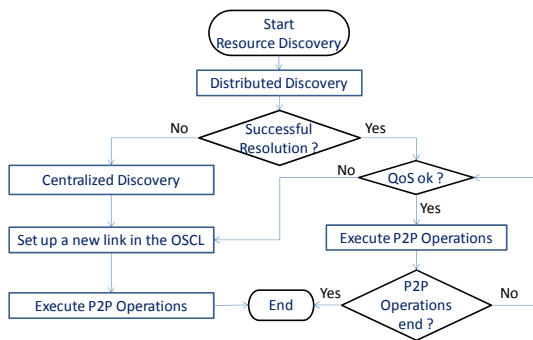 Start
Resource Discovery
Distributed Discovery
No
Successful
Resolution ?
Yes
Centralized Discovery
No
QoS ok ?
Yes
Set up a new link in the OSCL
Execute P2P Operations
Execute P2P Operations
End
Yes
P2P
Operations
end ?
No